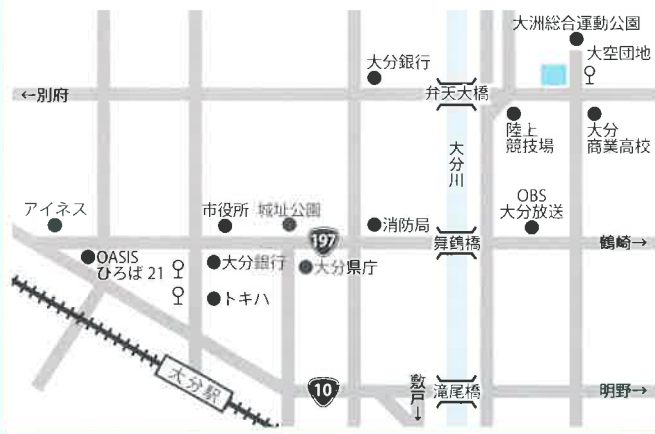 大洲総合運動公園
大空団地
大分銀行
←別府
弁天大橋
陸上
競技場
大分
商業高校
大分川
OBS
大分放送
アイネス
市役所
城址公園
消防局
197
舞鶴橋
鶴崎→
OASIS
ひろば 21
大分銀行
大分県庁
トキハ
大分駅
10
敷戸↓
滝尾橋
明野→